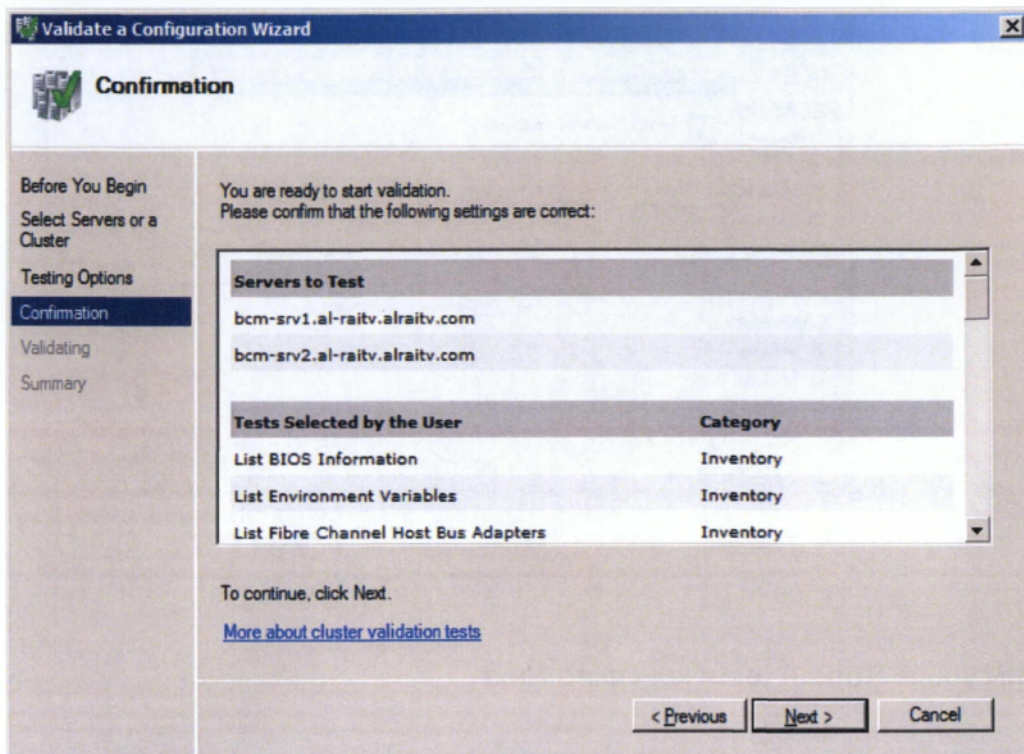 Validate a Configuration Wizard
Confirmation
Before You Begin
Select Servers or a
Cluster
Testing Options
Confirmation
Validating
Summary
You are ready to start validation.
Please confirm that the following settings are correct:
Servers to Test
bcm-srv1.al-raitv.alraitv.com
bcm-srv2.al-raitv.alraitv.com
Tests Selected by the User Category
List BIOS Information Inventory
List Environment Variables Inventory
List Fibre Channel Host Bus Adapters Inventory
To continue, click Next.
More about cluster validation tests
< Previous Next > Cancel